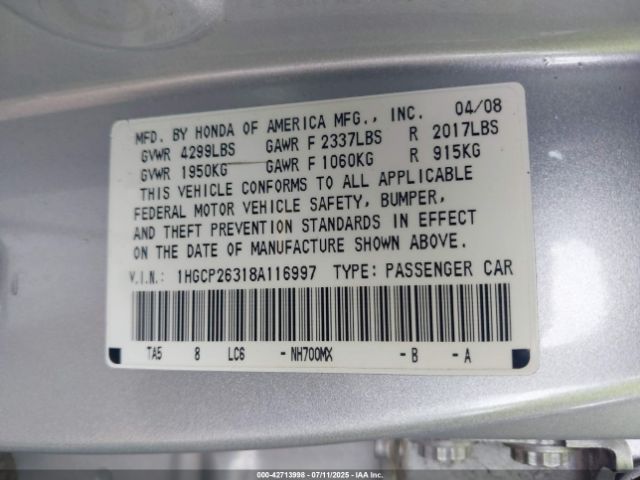 MFD. BY HONDA OF AMERICA MFG., INC. 04/08
GVWR 4299LBS GAWR F 2337LBS R 2017LBS
GVWR 1950KG GAWR F 1060KG R 915KG
THIS VEHICLE CONFORMS TO ALL APPLICABLE
FEDERAL MOTOR VEHICLE SAFETY, BUMPER,
AND THEFT PREVENTION STANDARDS IN EFFECT
ON THE DATE OF MANUFACTURE SHOWN ABOVE.
V.I.N.: 1HGCP26318A116997 TYPE: PASSENGER CAR
TA5 8 LC6 - NH700MX - B - A
000-42713998 - 07/11/2025 - IAA Inc. Copyright